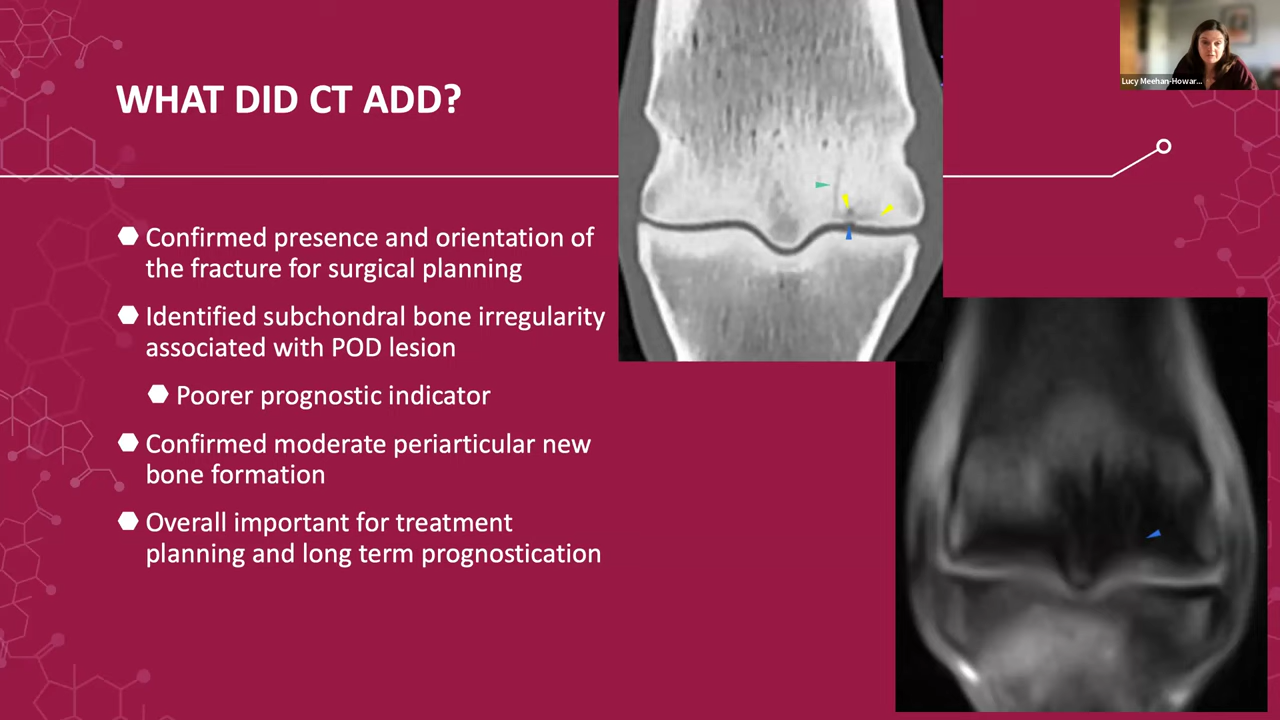 WHAT DID CT ADD?
Lucy Meehan-Howar...
Confirmed presence and orientation of
the fracture for surgical planning
Identified subchondral bone irregularity
associated with POD lesion
Poorer prognostic indicator
Confirmed moderate periarticular new
bone formation
Overall important for treatment
planning and long term prognostication